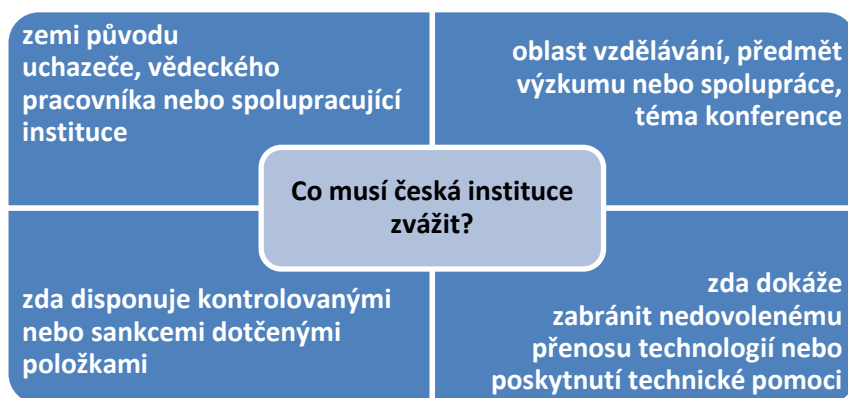 zemi původu
uchazeče, vědeckého
pracovníka nebo spolupracující
instituce
oblast vzdělávání, předmět
výzkumu nebo spolupráce,
téma konference
Co musí česká instituce
zvážit?
zda disponuje kontrolovanými
nebo sankcemi dotčenými
položkami
zda dokáže
zabránit nedovolenému
přenosu technologií nebo
poskytnutí technické pomoci